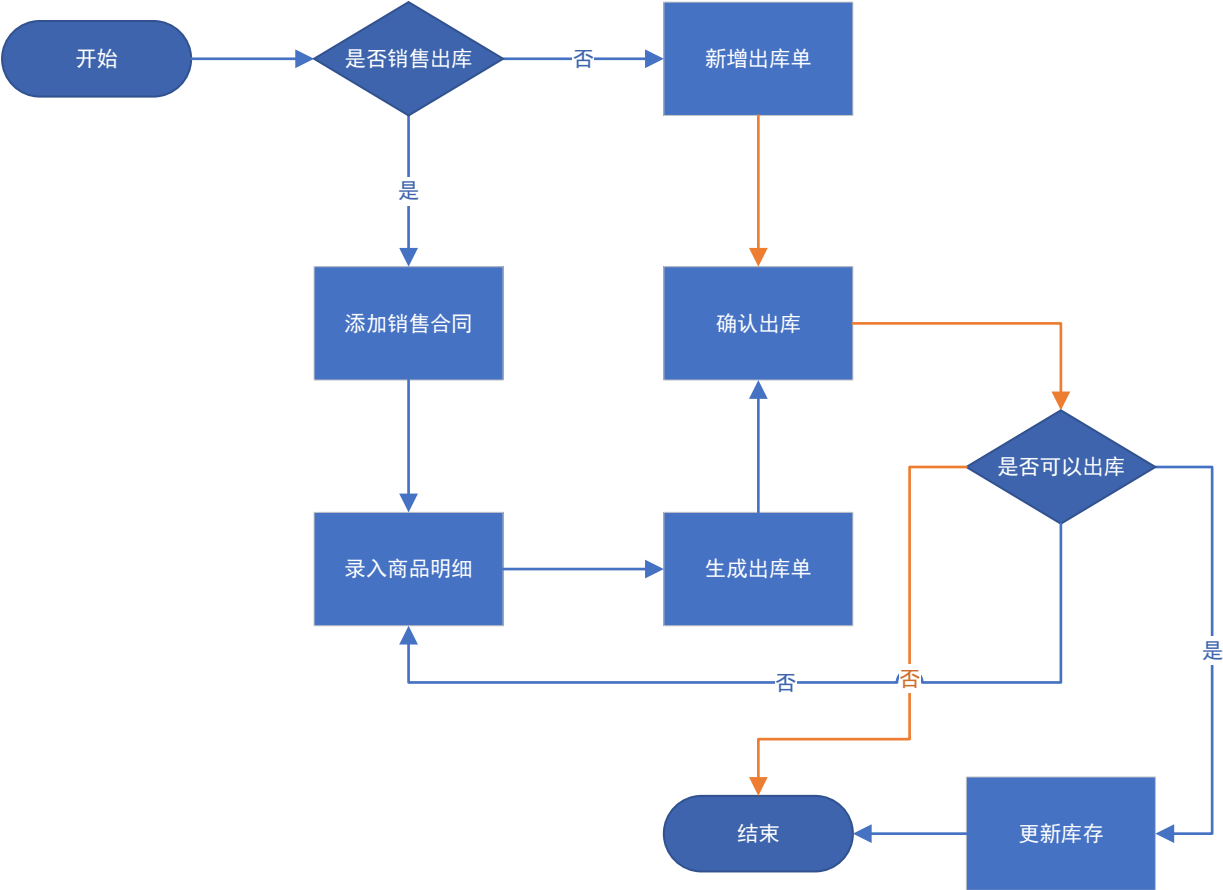 开始
是否销售出库
否
新增出库单
是
添加销售合同
确认出库
是否可以出库
录入商品明细
生成出库单
是
否
否
结束
更新库存